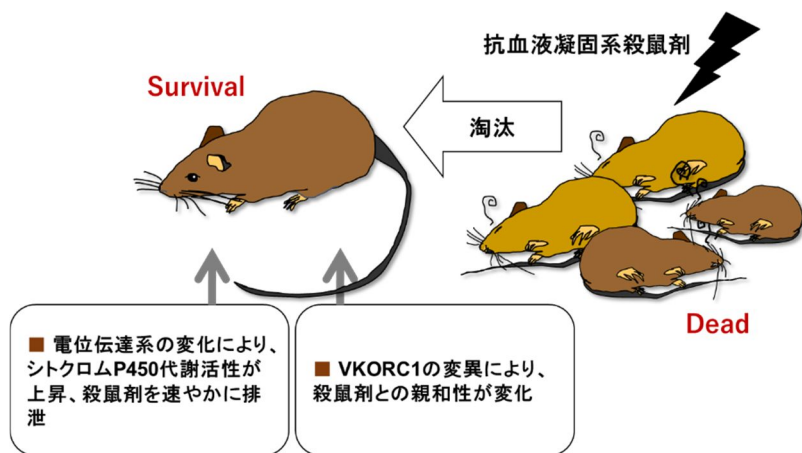 抗血液凝固系殺鼠剤
Survival
淘汰
Dead
■ 電位伝達系の変化により、
シトクロムP450代謝活性が
上昇、殺鼠剤を速やかに排
泄
■ VKORC1の変異により、
殺鼠剤との親和性が変化